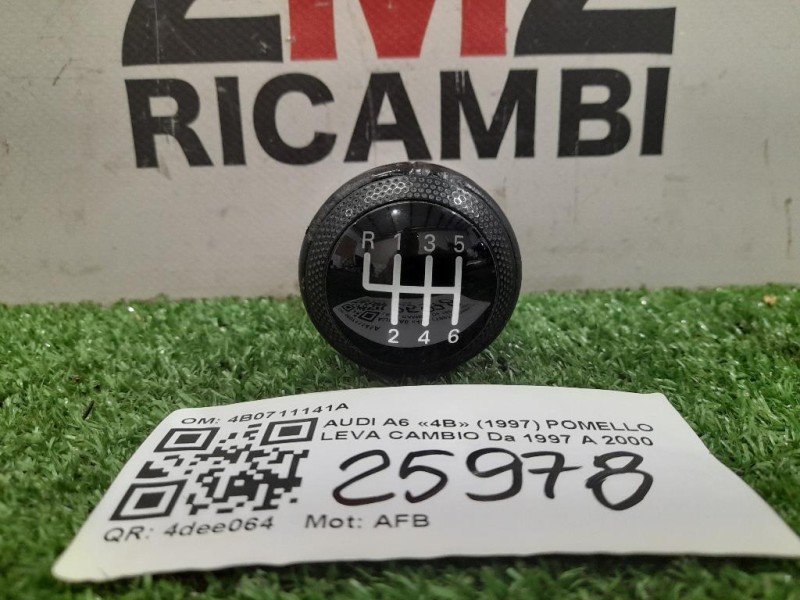 RICAMBI
R 1 3 5
2 4 6
OM: 4B0711141A
AUDI A6 «4B» (1997) POMELLO
LEVA CAMBIO Da 1997 A 2000
25978
QR: 4dee064 Mot: AFB